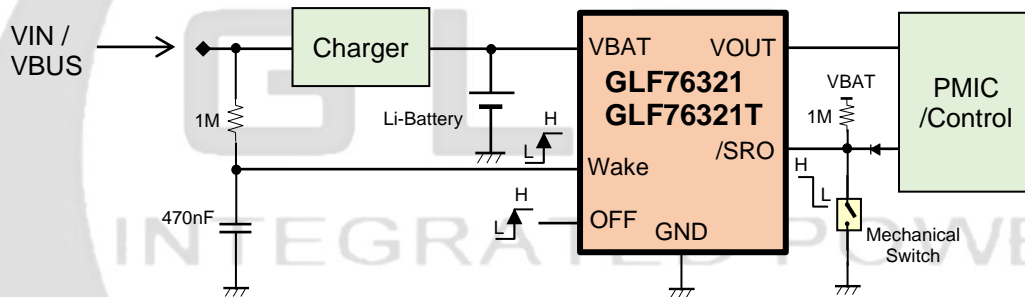 VIN /
VBUS
Charger
1M
470nF
Li-Battery
H
L
H
L
VBAT
VOUT
GLF76321
GLF76321T
/SRO
Wake
OFF
GND
VBAT
1M
H
L
Mechanical
Switch
PMIC
/Control
INTEGRATED POWE